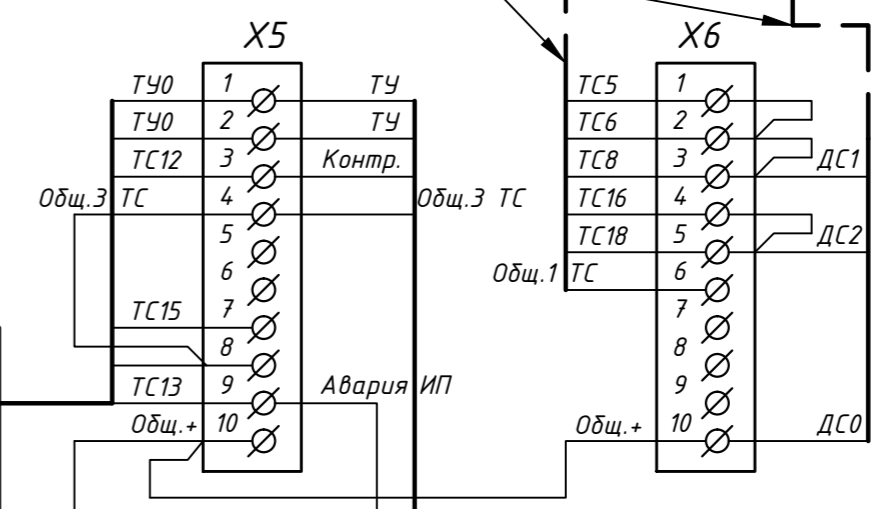 X5 X6
ТУ0 1 ТУ
ТУ0 2 ТУ
ТС12 3 Контр.
Общ.3 ТС 4 Общ.3 ТС
5
6
ТС15 7
8
ТС13 9 Авария ИП
Общ.+ 10
ТС5 1
ТС6 2
ТС8 3 ДС1
ТС16 4
ТС18 5 ДС2
Общ.1 ТС 6
7
8
9
Общ.+ 10 ДС0